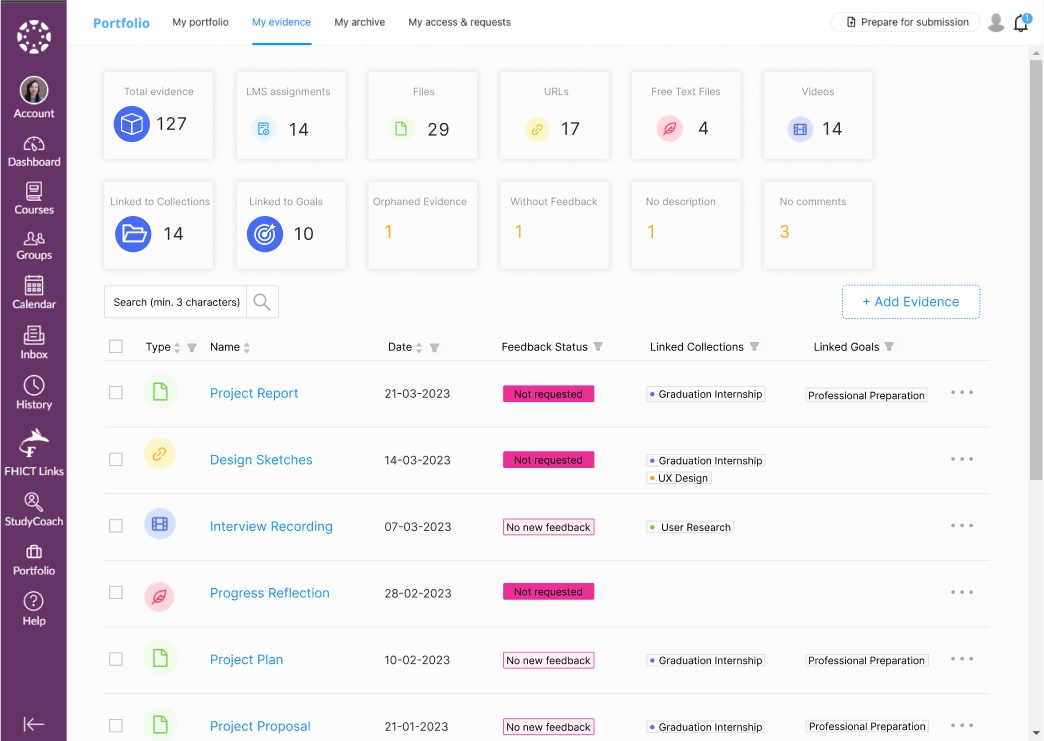 Portfolio My portfolio My evidence My archive My access & requests Prepare for submission 1
Account
Dashboard
Courses
Groups
Calendar
Inbox
History
FHICT Links
StudyCoach
Portfolio
Help
Total evidence LMS assignments Files URLs Free Text Files Videos
127 14 29 17 4 14
Linked to Collections Linked to Goals Orphaned Evidence Without Feedback No description No comments
14 10 1 1 1 3
Search (min. 3 characters) + Add Evidence
Type Name Date Feedback Status Linked Collections Linked Goals
Project Report 21-03-2023 Not requested Graduation Internship Professional Preparation
Design Sketches 14-03-2023 Not requested Graduation Internship
UX Design
Interview Recording 07-03-2023 No new feedback User Research
Progress Reflection 28-02-2023 Not requested
Project Plan 10-02-2023 No new feedback Graduation Internship Professional Preparation
Project Proposal 21-01-2023 No new feedback Graduation Internship Professional Preparation